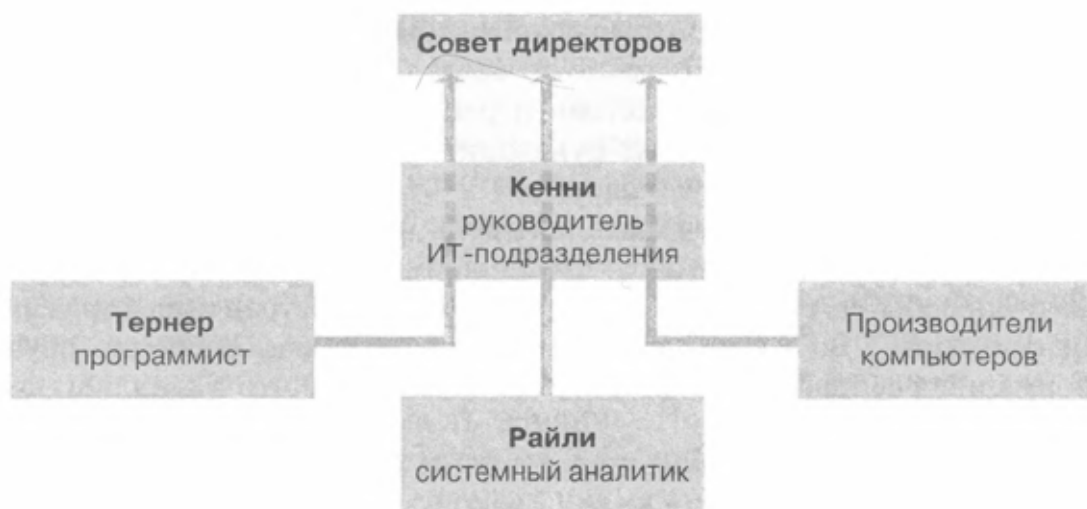 Совет директоров
Кенни
руководитель
ИТ-подразделения
Тернер
программист
Производители
компьютеров
Райли
системный аналитик